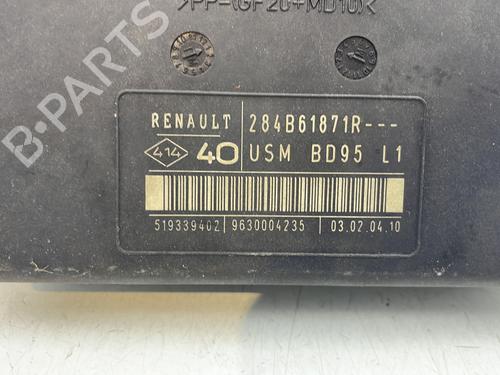 >PP-(GF20+MD10)<
RENAULT 284B61871R---
414 40 USM BD95 L1
519339402 9630004235 03.02.04.10
B-PARTS